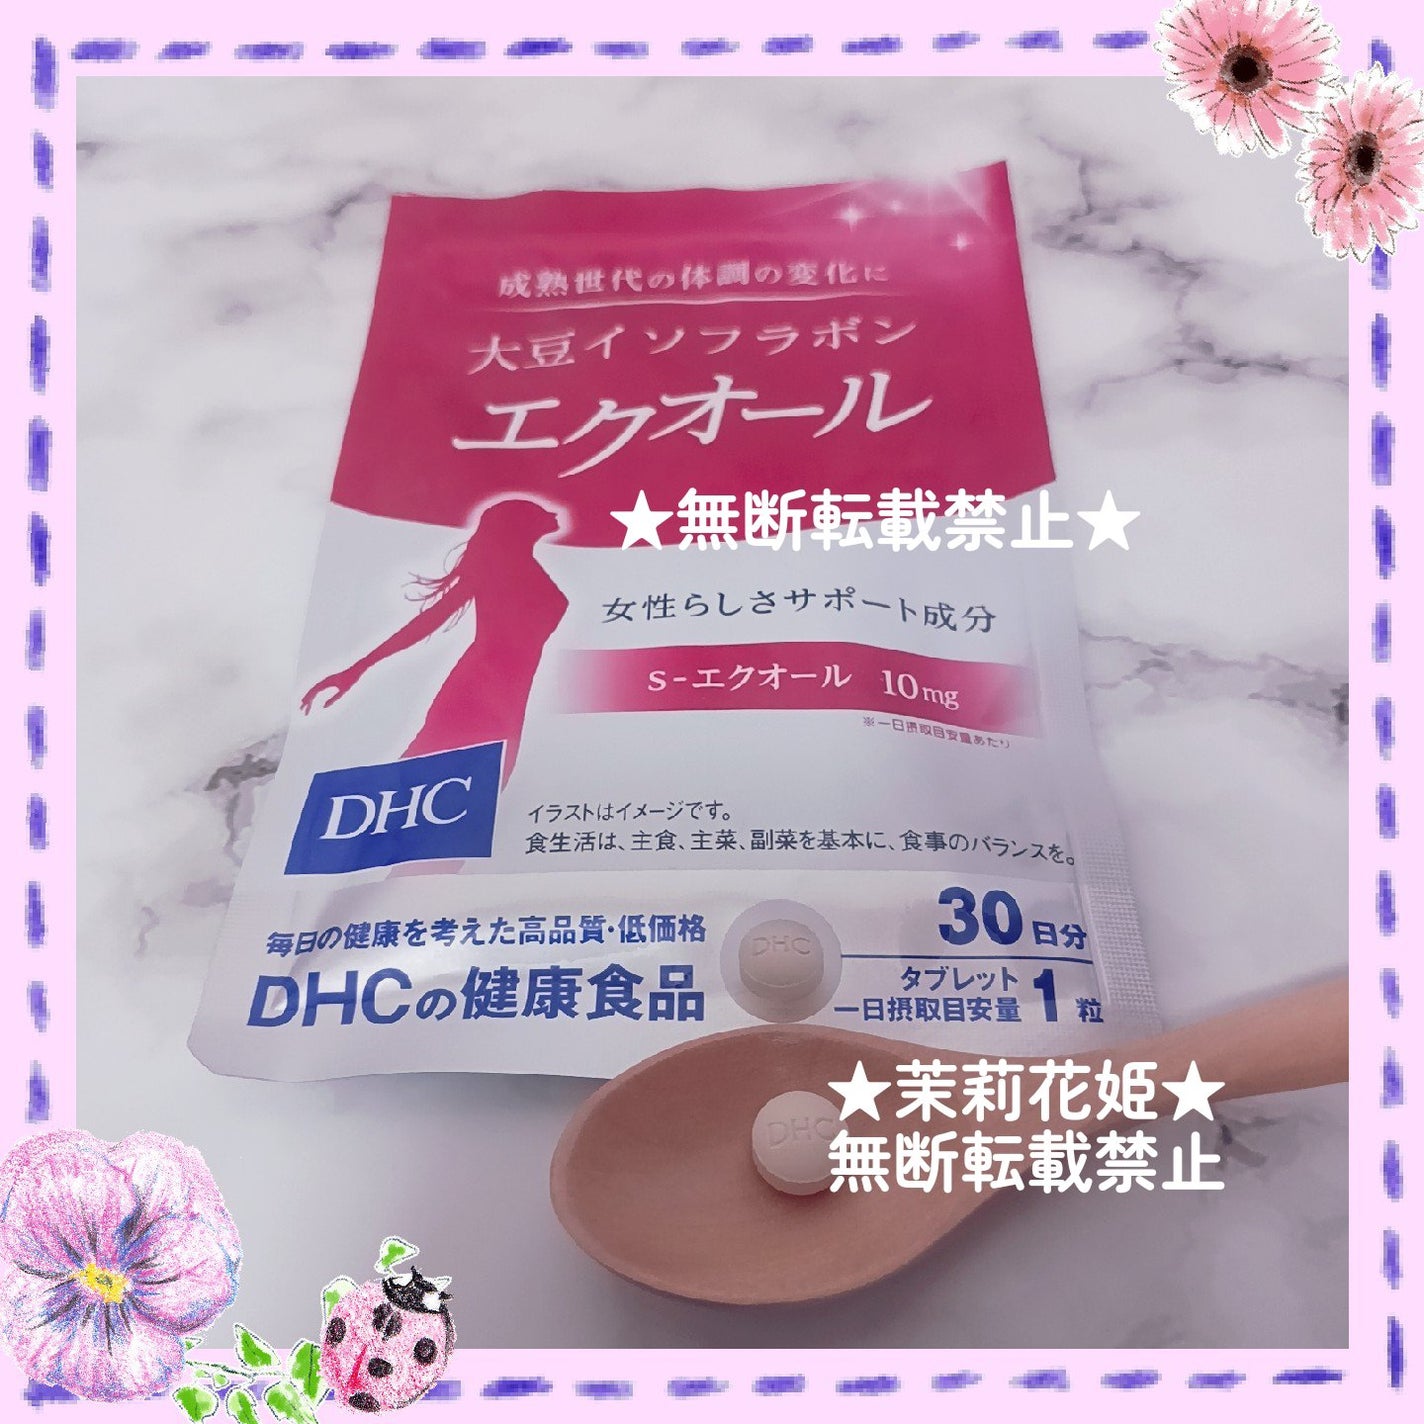 成熟世代の体調の変化に
大豆イソフラボン
エクオール
★無断転載禁止★
女性らしさサポート成分
S-エクオール 10mg
※一日摂取目安量あたり
DHC
イラストはイメージです。
食生活は、主食、主菜、副菜を基本に、食事のバランスを。
毎日の健康を考えた高品質・低価格
DHCの健康食品
DHC
30日分
タブレット
一日摂取目安量 1粒
★茉莉花姫★
DHC
無断転載禁止